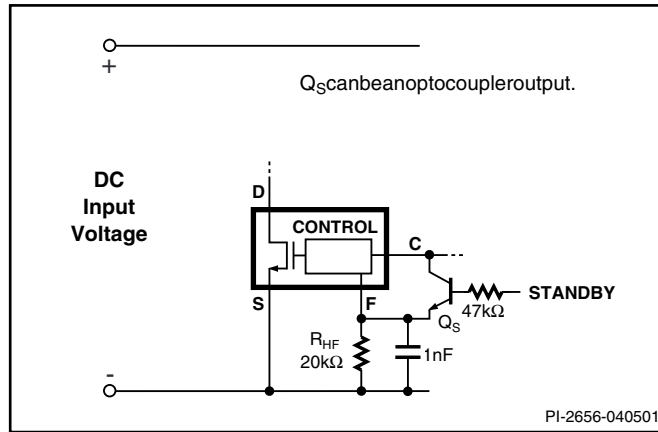 +
QScanbeanoptocoupleroutput.
DC
Input
Voltage
D
CONTROL
C
S
F
STANDBY
QS
47kΩ
RHF
20kΩ
1nF
-
PI-2656-040501